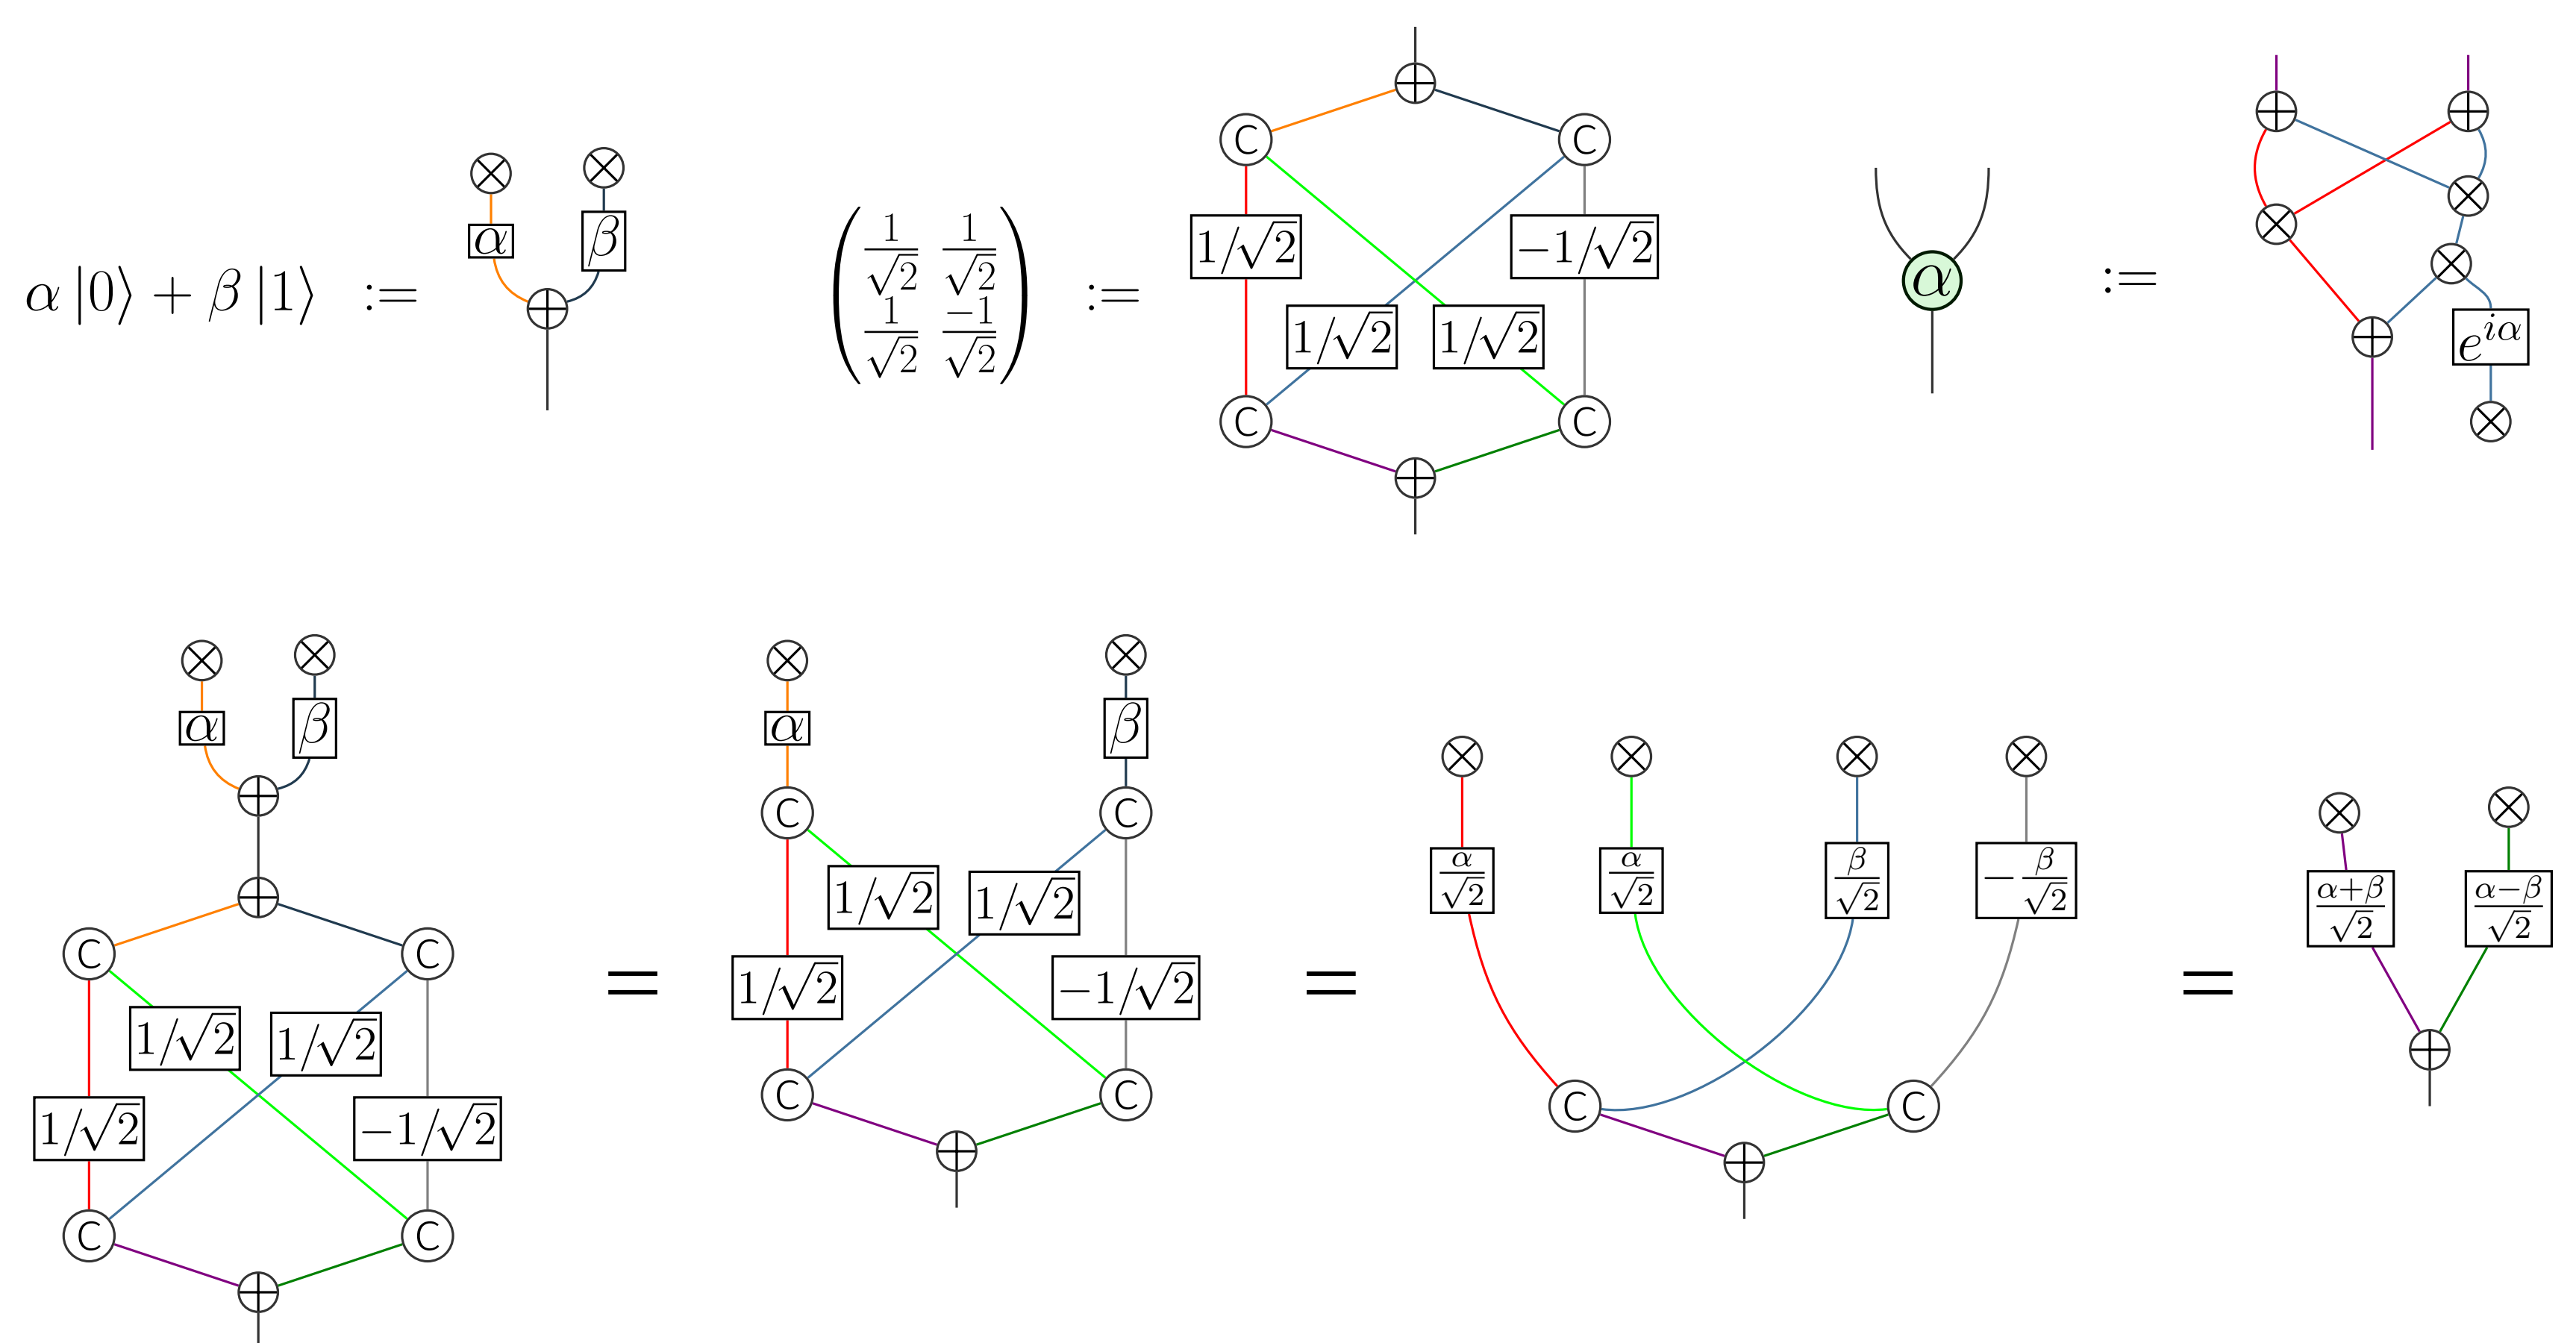 α |0⟩ + β |1⟩ :=
α β
( 1/√2 1/√2
1/√2 -1/√2 ) :=
C C
1/√2 -1/√2
1/√2 1/√2
C C
α :=
e^{iα}
α β
C C
1/√2 1/√2
1/√2 -1/√2
C C
=
α β
C C
1/√2 1/√2
1/√2 -1/√2
C C
=
α/√2 α/√2 β/√2 -β/√2
C C
=
α+β/√2 α-β/√2